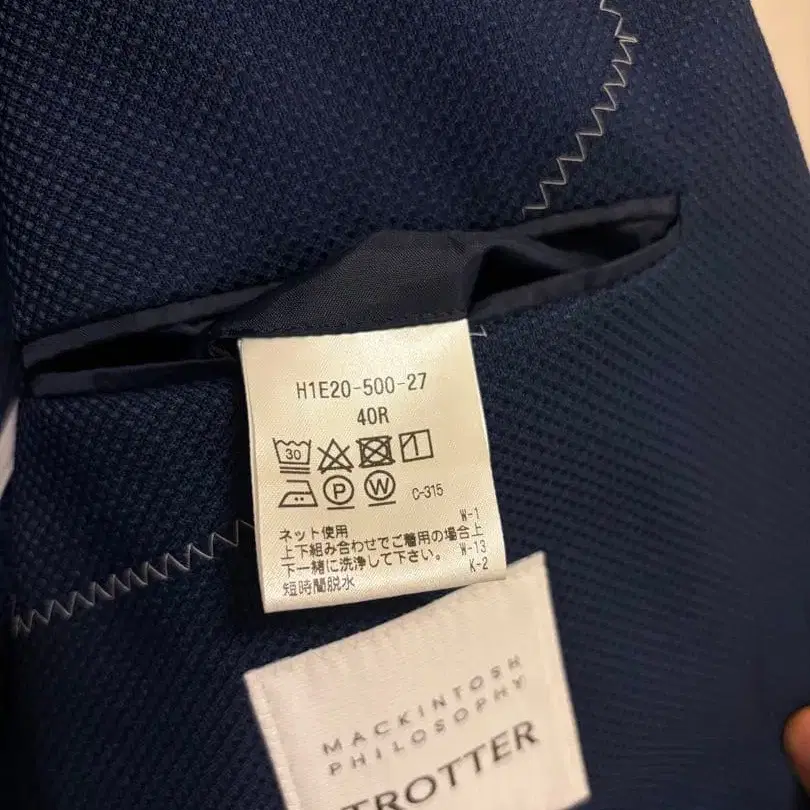 H1E20-500-27
40R
30
P W C-315
W-1
ネット使用
上下組み合わせでご着用の場合上 W-13
下一緒に洗浄して下さい。 K-2
短時間脱水
MACKINTOSH
PHILOSOPHY
TROTTER